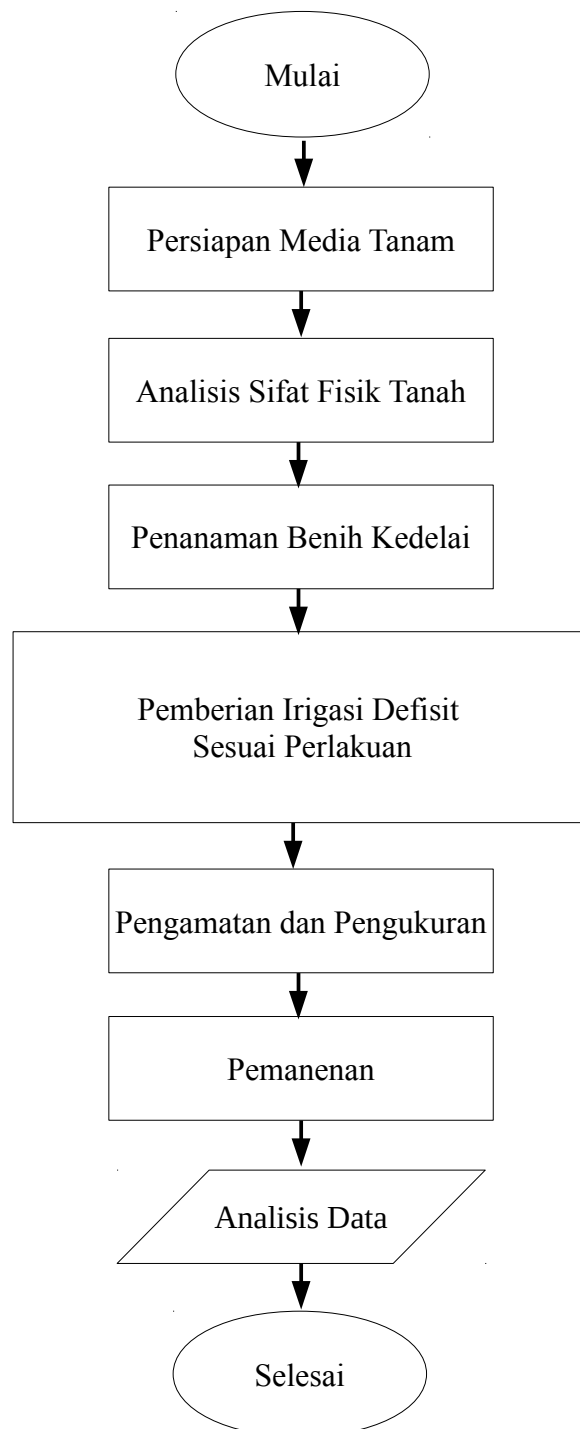 Mulai
Persiapan Media Tanam
Analisis Sifat Fisik Tanah
Penanaman Benih Kedelai
Pemberian Irigasi Defisit
Sesuai Perlakuan
Pengamatan dan Pengukuran
Pemanenan
Analisis Data
Selesai